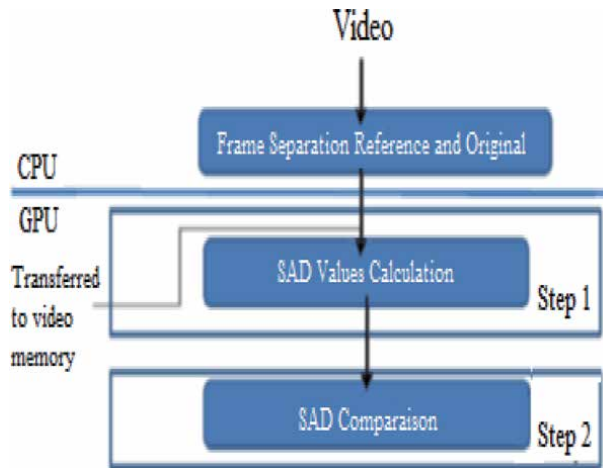 Video
Frame Separation Reference and Original
CPU
GPU
SAD Values Calculation
Transferred
to video
memory
Step 1
SAD Comparaison
Step 2